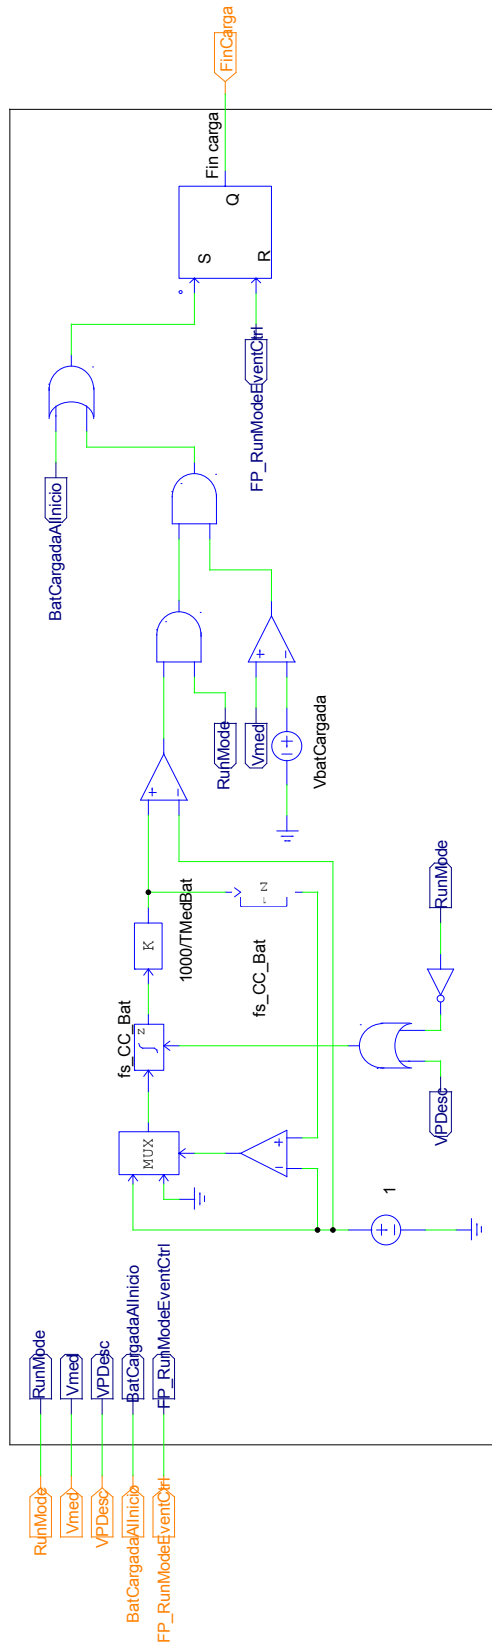 RunMode
Vmed
VPDesc
BatCargadaAlInicio
FP_RunModeEventCtrl
RunMode
Vmed
VPDesc
BatCargadaAlInicio
FP_RunModeEventCtrl
1
MUX
fs_CC_Bat
z
K
1000/TMedBat
fs_CC_Bat
z
VPDesc
RunMode
RunMode
Vmed
VbatCargada
BatCargadaAlInicio
FP_RunModeEventCtrl
S
R
Q
Fin carga
FinCarga